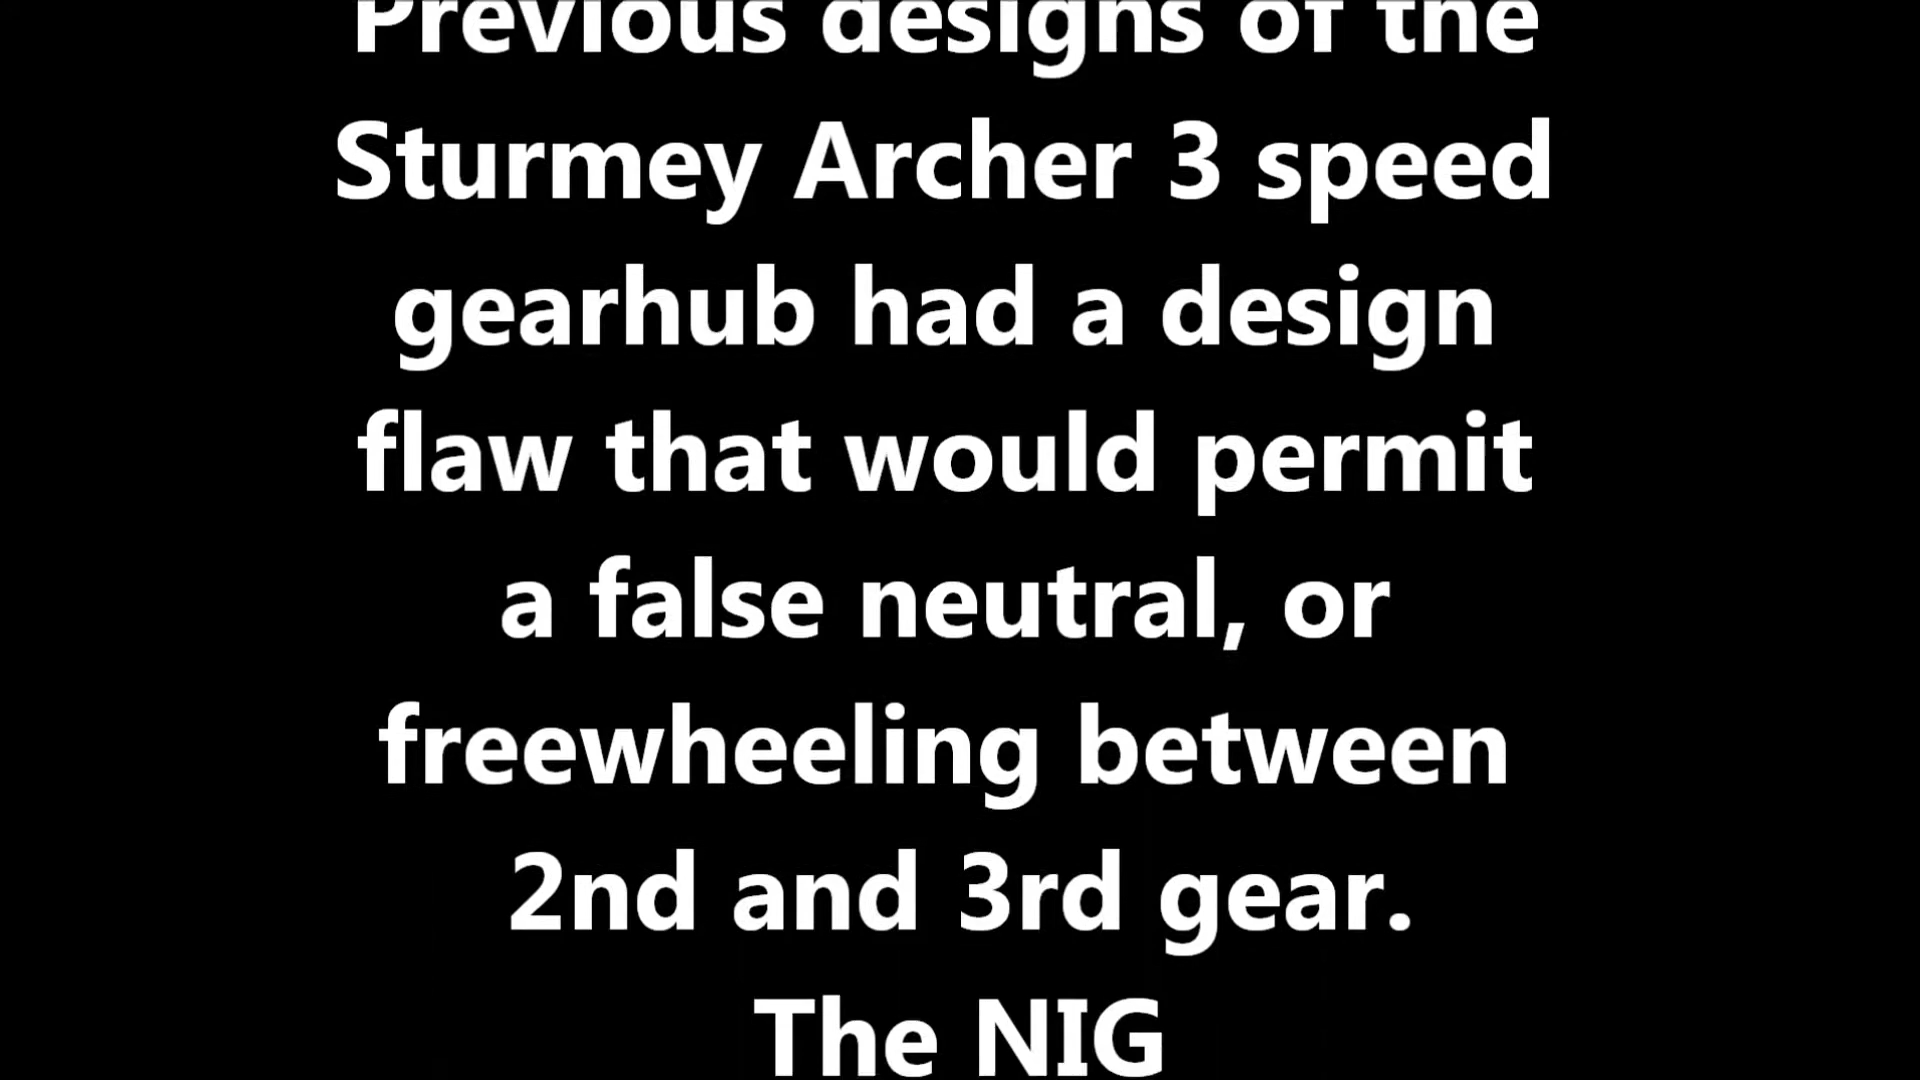 Previous designs of the
Sturmey Archer 3 speed
gearhub had a design
flaw that would permit
a false neutral, or
freewheeling between
2nd and 3rd gear.
The NIG